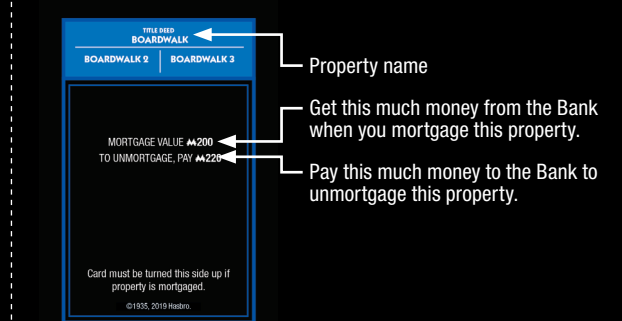 TITLE DEED
BOARDWALK
BOARDWALK 2 BOARDWALK 3
MORTGAGE VALUE ₩200
TO UNMORTGAGE, PAY ₩220
Card must be turned this side up if
property is mortgaged.
©1935, 2019 Hasbro.
Property name
Get this much money from the Bank
when you mortgage this property.
Pay this much money to the Bank to
unmortgage this property.